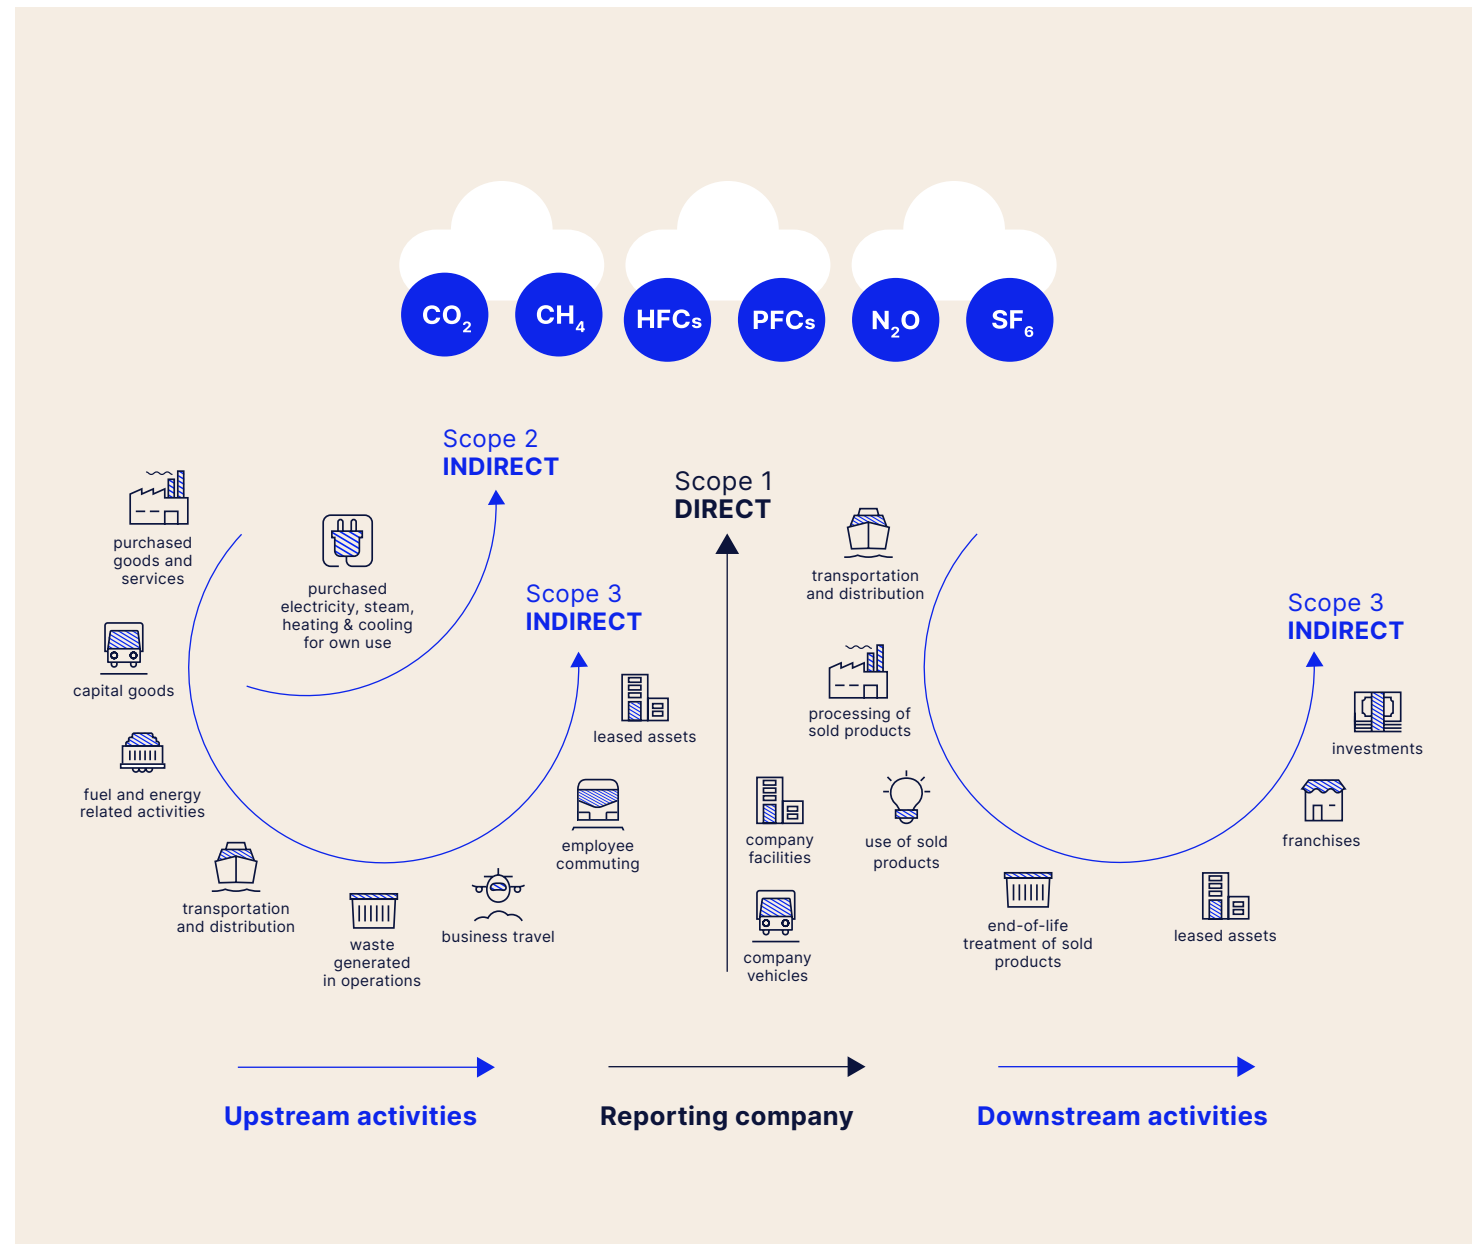 CO2
CH4
HFCs
PFCs
N2O
SF6
Scope 2
INDIRECT
purchased
goods and
services
purchased
electricity, steam,
heating & cooling
for own use
capital goods
fuel and energy
related activities
transportation
and distribution
waste
generated
in operations
business travel
employee
commuting
leased assets
Scope 3
INDIRECT
Scope 1
DIRECT
company
facilities
company
vehicles
transportation
and distribution
processing of
sold products
use of sold
products
end-of-life
treatment of sold
products
leased assets
franchises
investments
Scope 3
INDIRECT
Upstream activities
Reporting company
Downstream activities